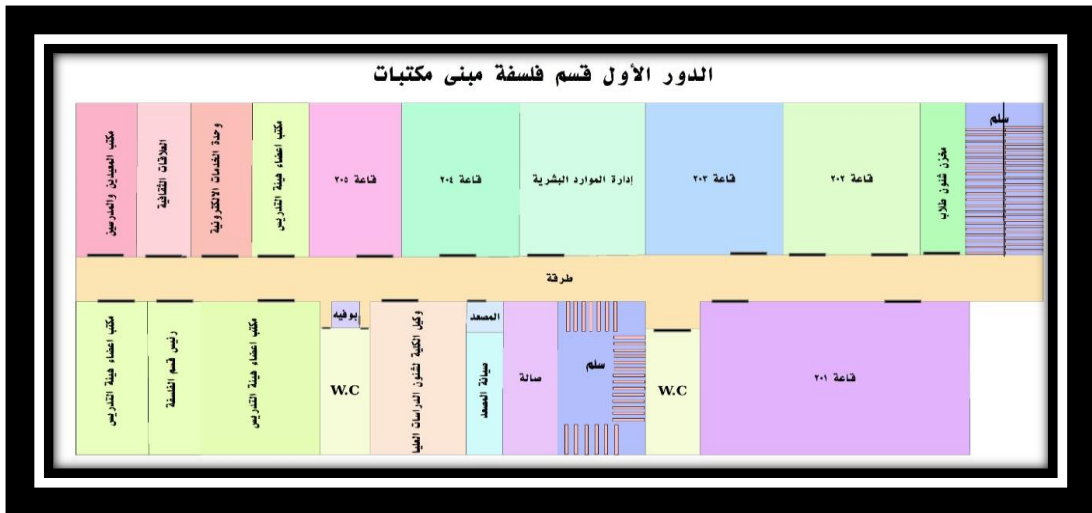 الدور الأول قسم فلسفة مبنى مكتبات
سلم
مخزن شئون طلاب
قاعة ٢٠٢
قاعة ٢٠٣
إدارة الموارد البشرية
قاعة ٢٠٤
قاعة ٢٠٥
مكتب اعضاء هيئة التدريس
وحدة الخدمات الالكترونية
العلاقات الثقافية
مكتب المعيدين والمدرسين
طرقة
قاعة ٢٠١
W.C
سلم
صالة
المصعد
صيانة المصعد
وكيل الكلية لشئون الدراسات العليا
بوفيه
W.C
مكتب اعضاء هيئة التدريس
رئيس قسم الفلسفة
مكتب اعضاء هيئة التدريس